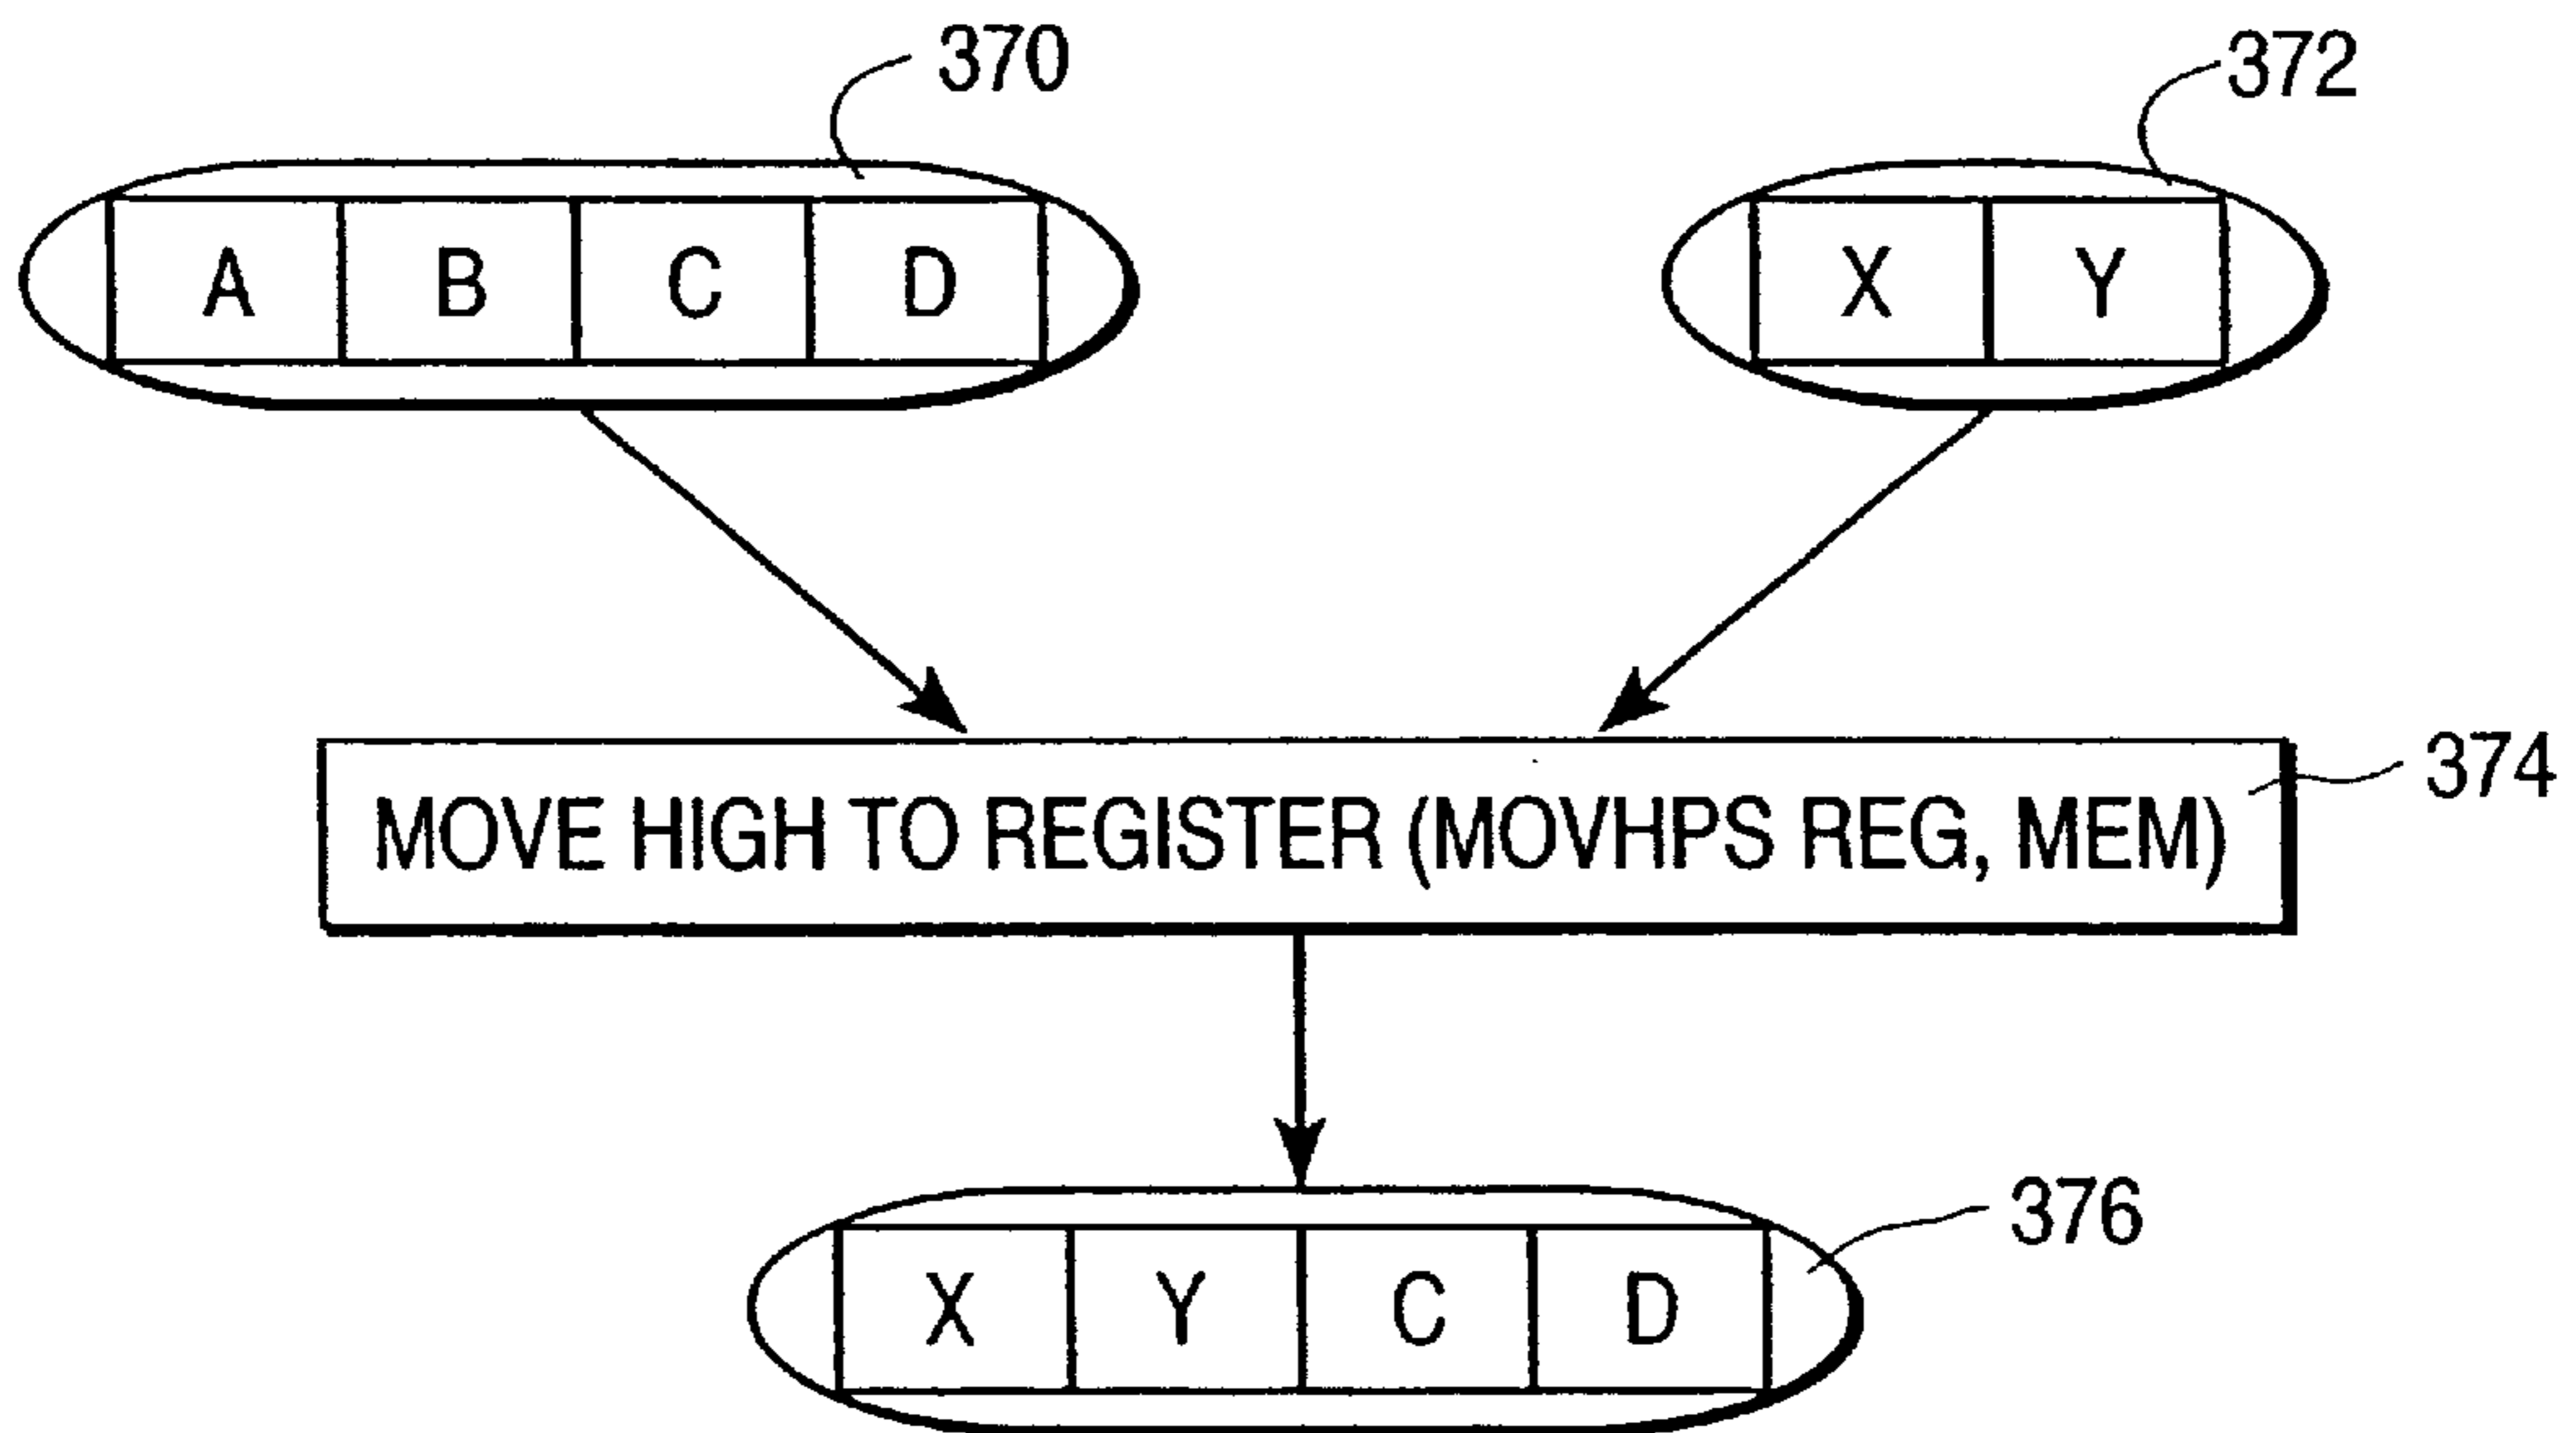 370
372
A B C D
X Y
MOVE HIGH TO REGISTER (MOVHPS REG, MEM)
374
376
X Y C D